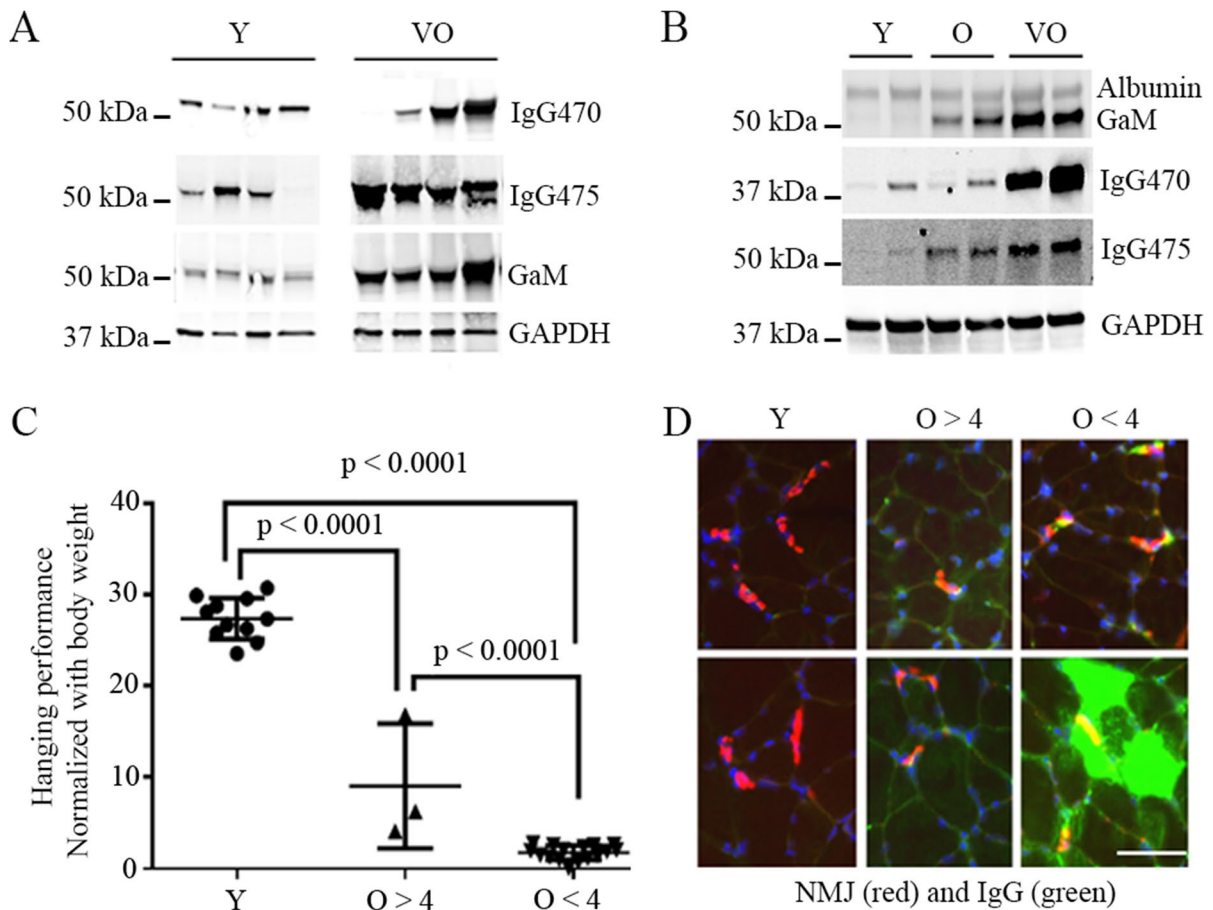 A
Y VO
50 kDa IgG470
50 kDa IgG475
50 kDa GaM
37 kDa GAPDH
B
Y O VO
Albumin
50 kDa GaM
37 kDa IgG470
50 kDa IgG475
37 kDa GAPDH
C
p < 0.0001
p < 0.0001
p < 0.0001
Hanging performance
Normalized with body weight
40
30
20
10
0
Y O > 4 O < 4
D
Y O > 4 O < 4
NMJ (red) and IgG (green)